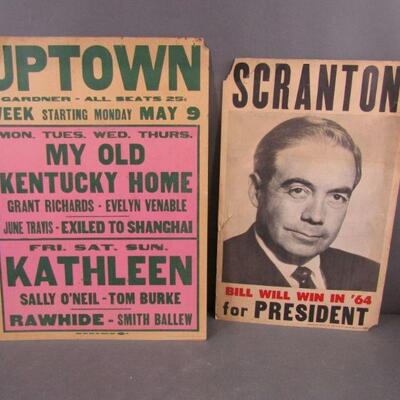 UPTOWN
GARDNER - ALL SEATS 25¢
WEEK STARTING MONDAY MAY 9
MON. TUES. WED. THURS.
MY OLD
KENTUCKY HOME
GRANT RICHARDS - EVELYN VENABLE
JUNE TRAVIS - EXILED TO SHANGHAI
FRI. SAT. SUN.
KATHLEEN
SALLY O'NEIL - TOM BURKE
RAWHIDE - SMITH BALLEW
SCRANTON
BILL WILL WIN IN '64
for PRESIDENT